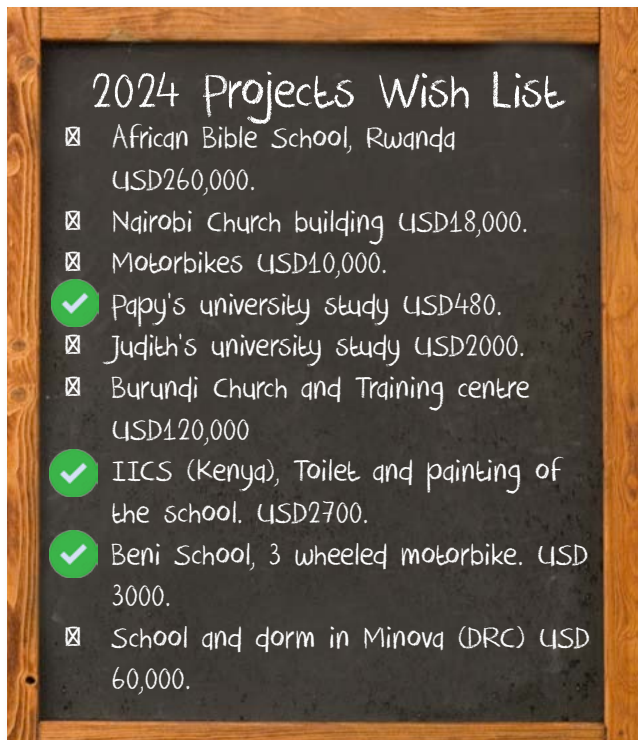 2024 Projects Wish List
African Bible School, Rwanda
USD260,000.
Nairobi Church building USD18,000.
Motorbikes USD10,000.
Papy's university study USD480.
Judith's university study USD2000.
Burundi Church and Training centre
USD120,000
IICS (Kenya), Toilet and painting of
the school. USD2700.
Beni School, 3 wheeled motorbike. USD
3000.
School and dorm in Minova (DRC) USD
60,000.